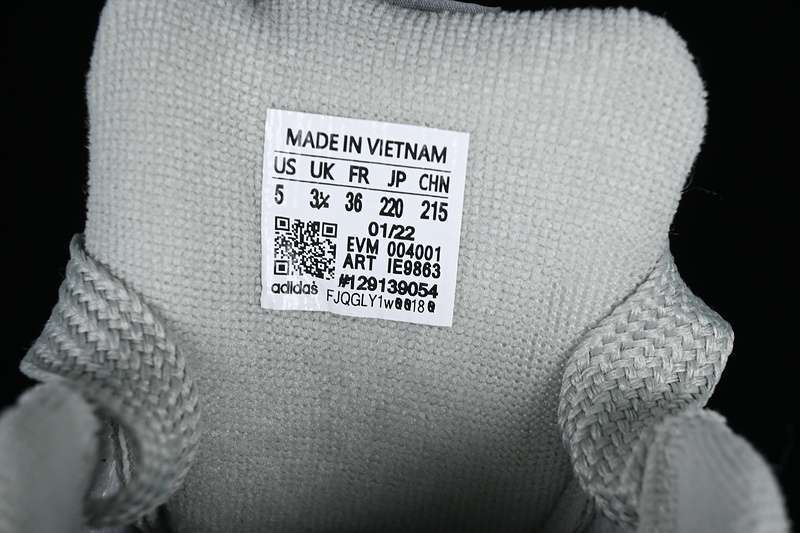 MADE IN VIETNAM
US UK FR JP CHN
5 3½ 36 220 215
01/22
EVM 004001
ART IE9863
adidas #129139054